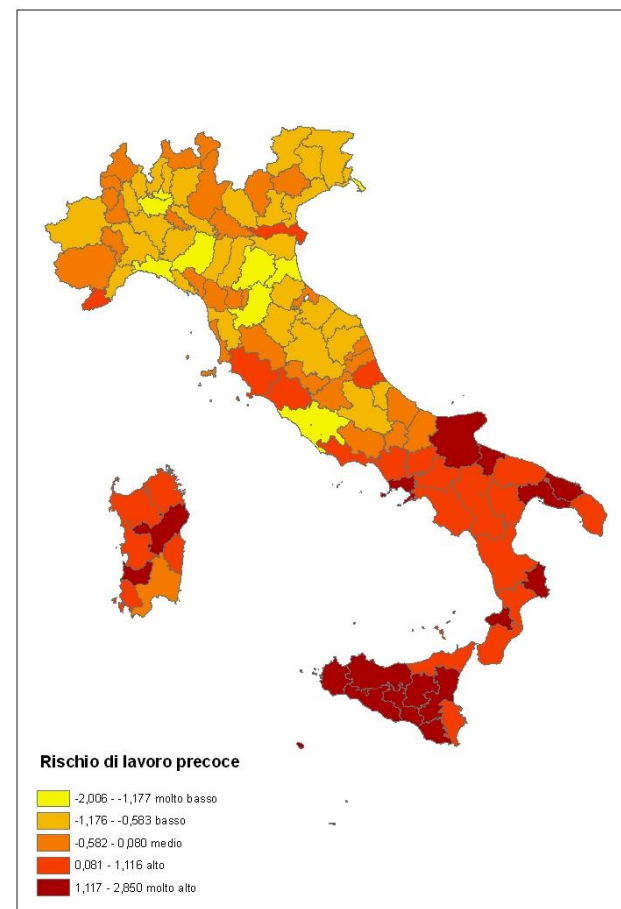 Rischio di lavoro precoce
-2,006 - -1,177 molto basso
-1,176 - -0,583 basso
-0,582 - 0,080 medio
0,081 - 1,116 alto
1,117 - 2,850 molto alto